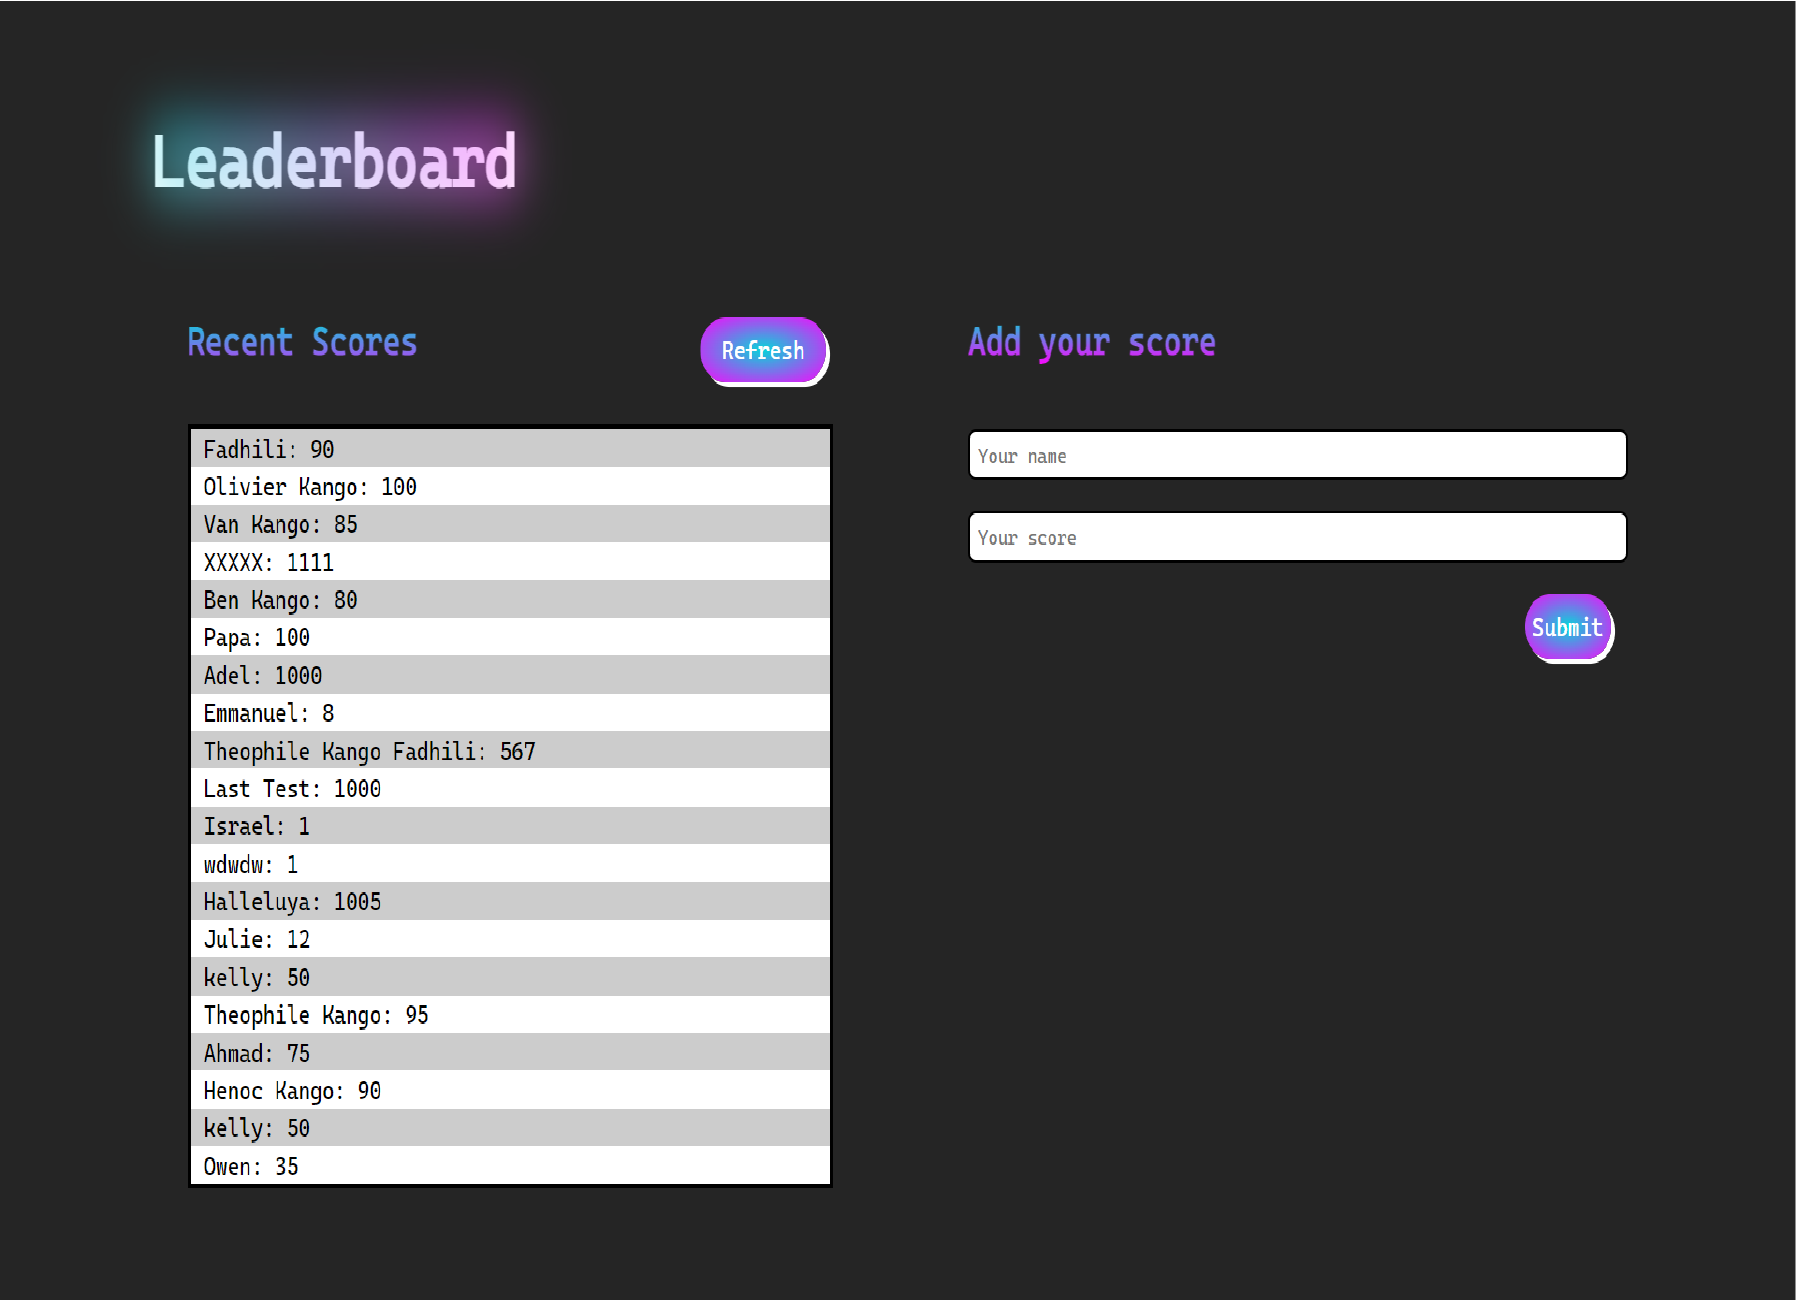 Leaderboard
Recent Scores
Refresh
Fadhili: 90
Olivier Kango: 100
Van Kango: 85
XXXXX: 1111
Ben Kango: 80
Papa: 100
Adel: 1000
Emmanuel: 8
Theophile Kango Fadhili: 567
Last Test: 1000
Israel: 1
wdwdw: 1
Halleluya: 1005
Julie: 12
kelly: 50
Theophile Kango: 95
Ahmad: 75
Henoc Kango: 90
kelly: 50
Owen: 35
Add your score
Your name
Your score
Submit